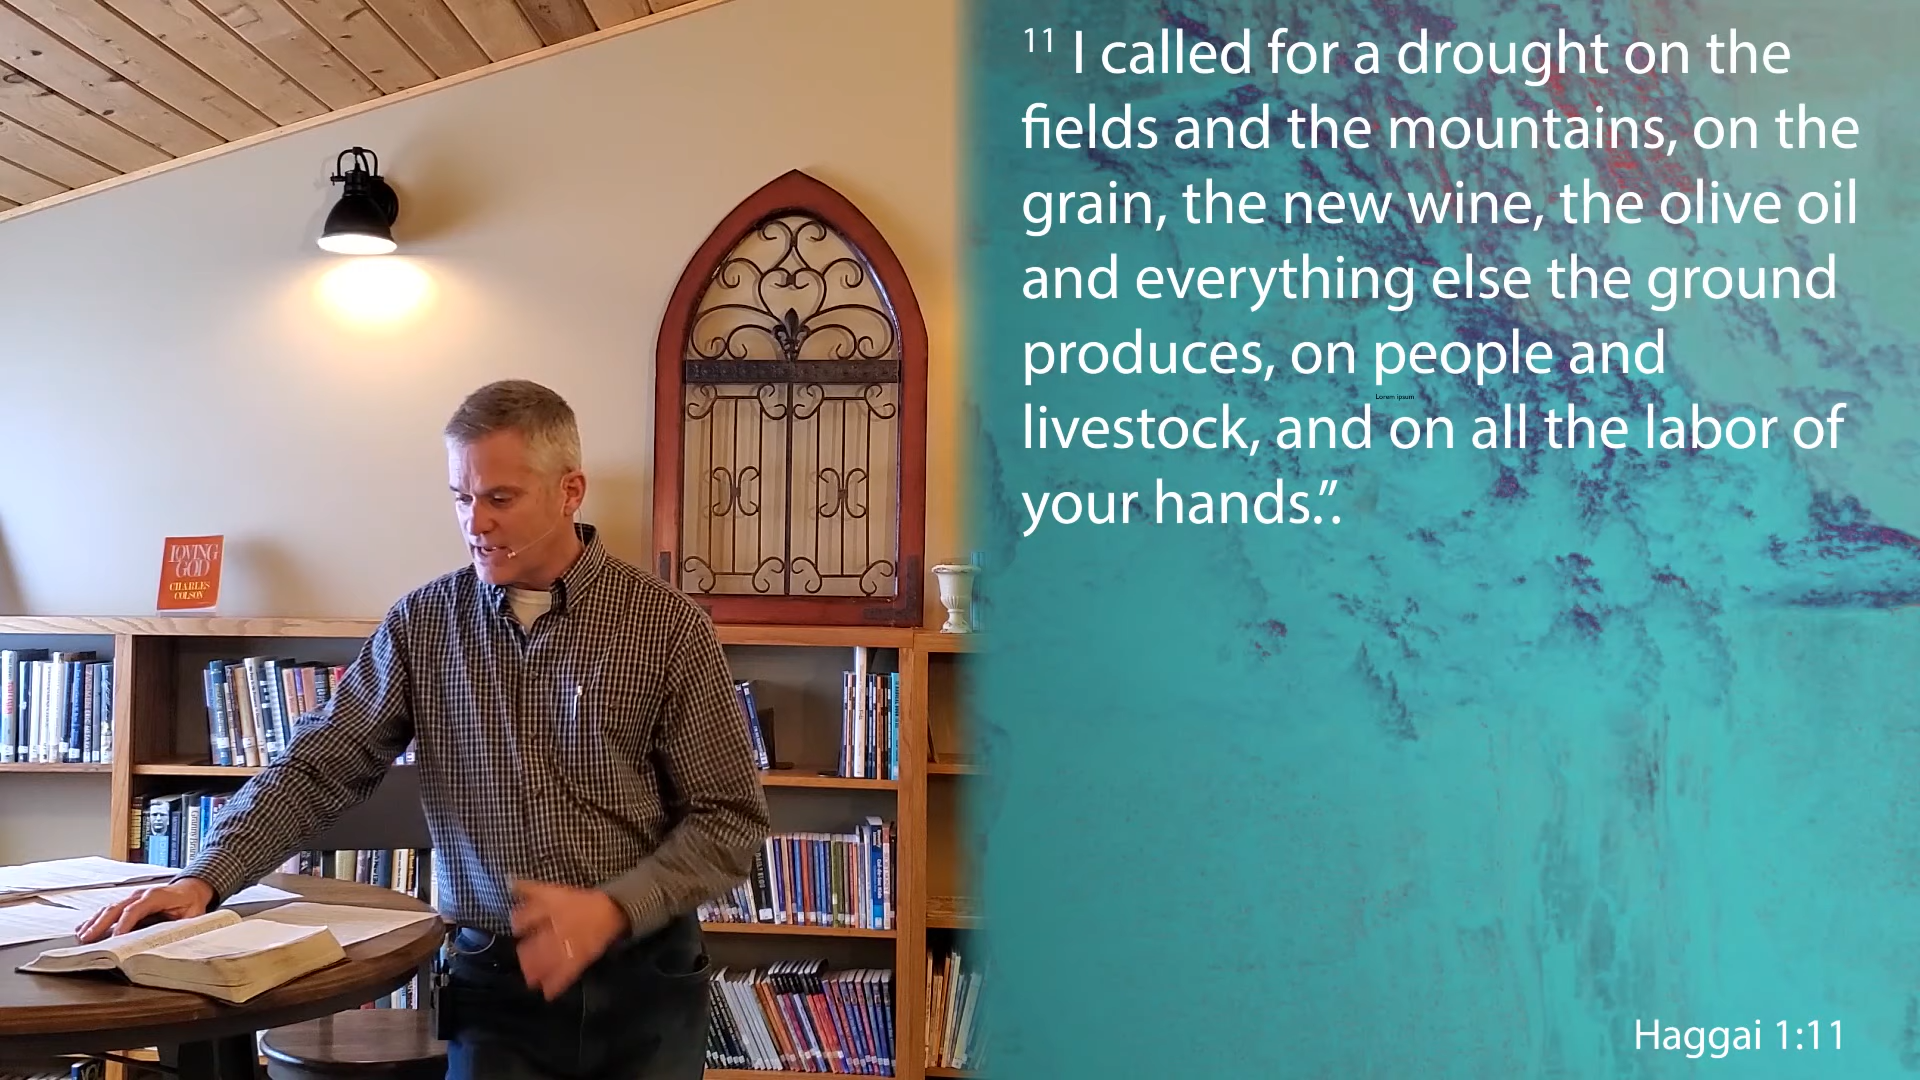 ¹¹ I called for a drought on the
fields and the mountains, on the
grain, the new wine, the olive oil
and everything else the ground
produces, on people and
Lorem ipsum
livestock, and on all the labor of
your hands.”.
Haggai 1:11
LOVING
GOD
CHARLES
COLSON